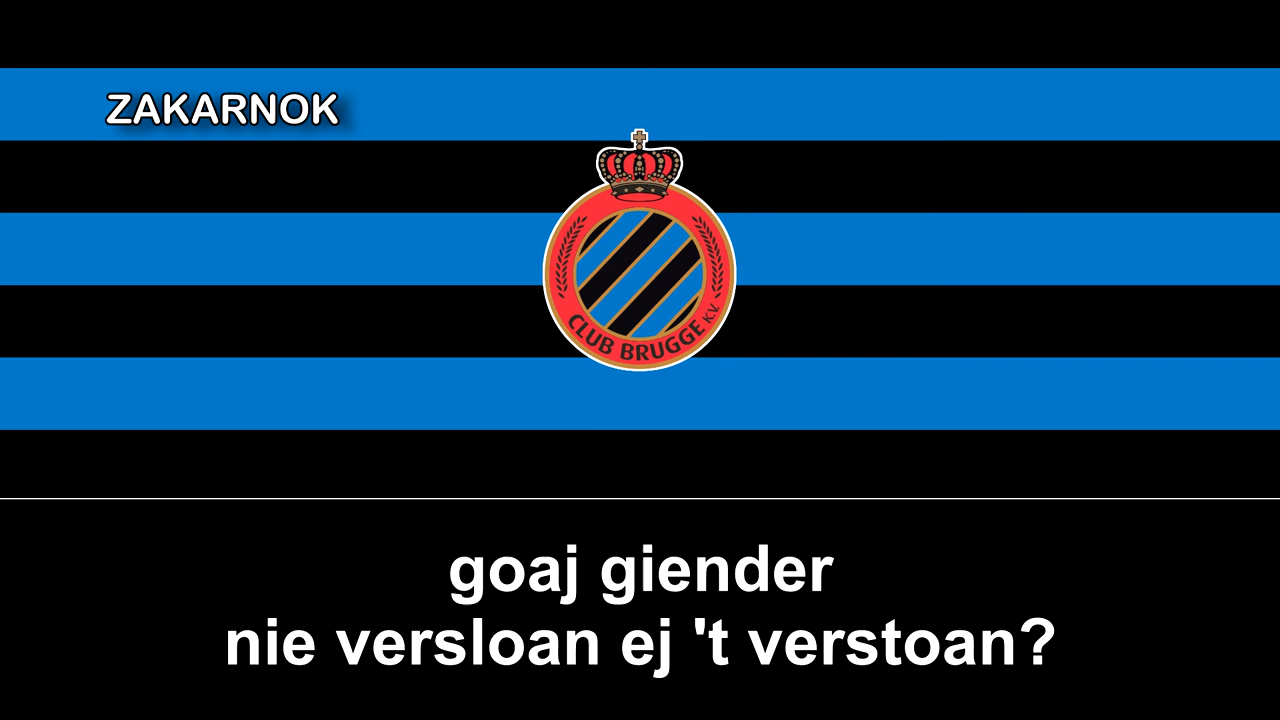 ZAKARNOK
CLUB BRUGGE K.V.
goaj giender
nie versloan ej 't verstoan?